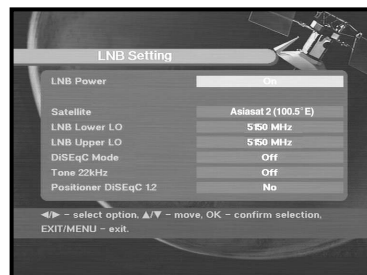 LNB Setting
LNB Power On
Satellite Asiasat 2 (100.5°E)
LNB Lower LO 5150 MHz
LNB Upper LO 5150 MHz
DiSEqC Mode Off
Tone 22kHz Off
Positioner DiSEqC 1.2 No
◄/► – select option, ▲/▼ – move, OK – confirm selection,
EXIT/MENU – exit.